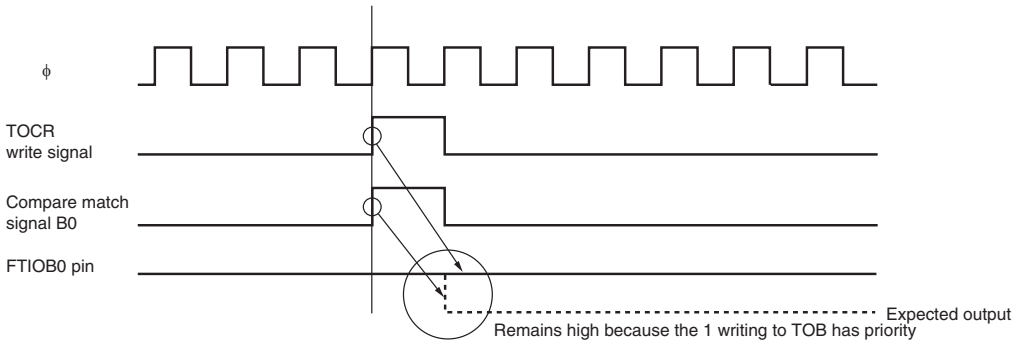 ϕ
TOCR
write signal
Compare match
signal B0
FTIOB0 pin
Expected output
Remains high because the 1 writing to TOB has priority